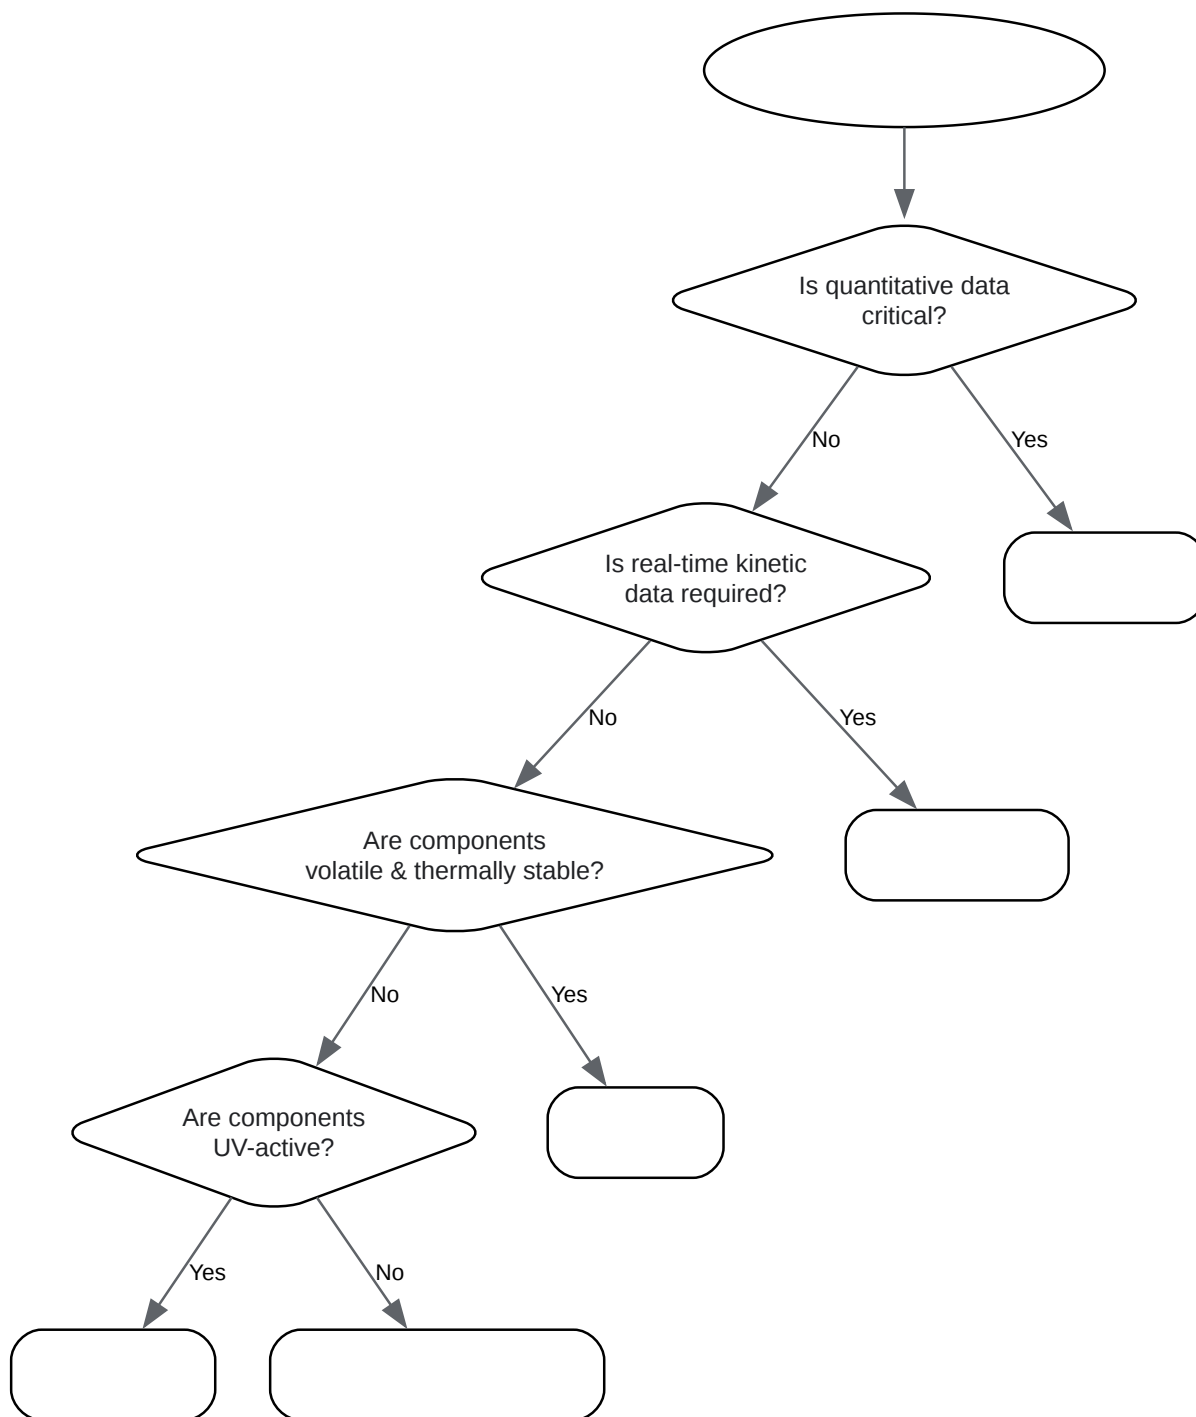 Is quantitative data
critical?
No
Yes
Is real-time kinetic
data required?
No
Yes
Are components
volatile & thermally stable?
No
Yes
Are components
UV-active?
Yes
No